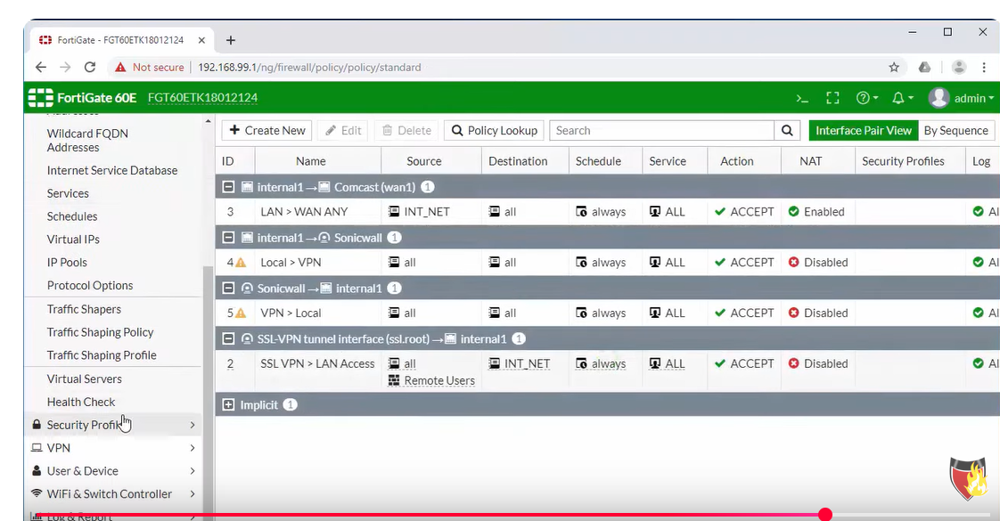 FortiGate - FGT60ETK18012124
Not secure | 192.168.99.1/ng/firewall/policy/policy/standard
FortiGate 60E FGT60ETK18012124 >_ admin
Addresses
Wildcard FQDN
Addresses
Internet Service Database
Services
Schedules
Virtual IPs
IP Pools
Protocol Options
Traffic Shapers
Traffic Shaping Policy
Traffic Shaping Profile
Virtual Servers
Health Check
VPN
User & Device
WiFi & Switch Controller
Log & Report
+ Create New Edit Delete Policy Lookup Search Interface Pair View By Sequence
ID Name Source Destination Schedule Service Action NAT Security Profiles Log
internal1 → Comcast (wan1) 1
3 LAN > WAN ANY INT_NET all always ALL ACCEPT Enabled
internal1 → Sonicwall 1
4 Local > VPN all all always ALL ACCEPT Disabled
Sonicwall → internal1 1
5 VPN > Local all all always ALL ACCEPT Disabled
SSL-VPN tunnel interface (ssl.root) → internal1 1
2 SSL VPN > LAN Access all INT_NET always ALL ACCEPT Disabled
Remote Users
Implicit 1